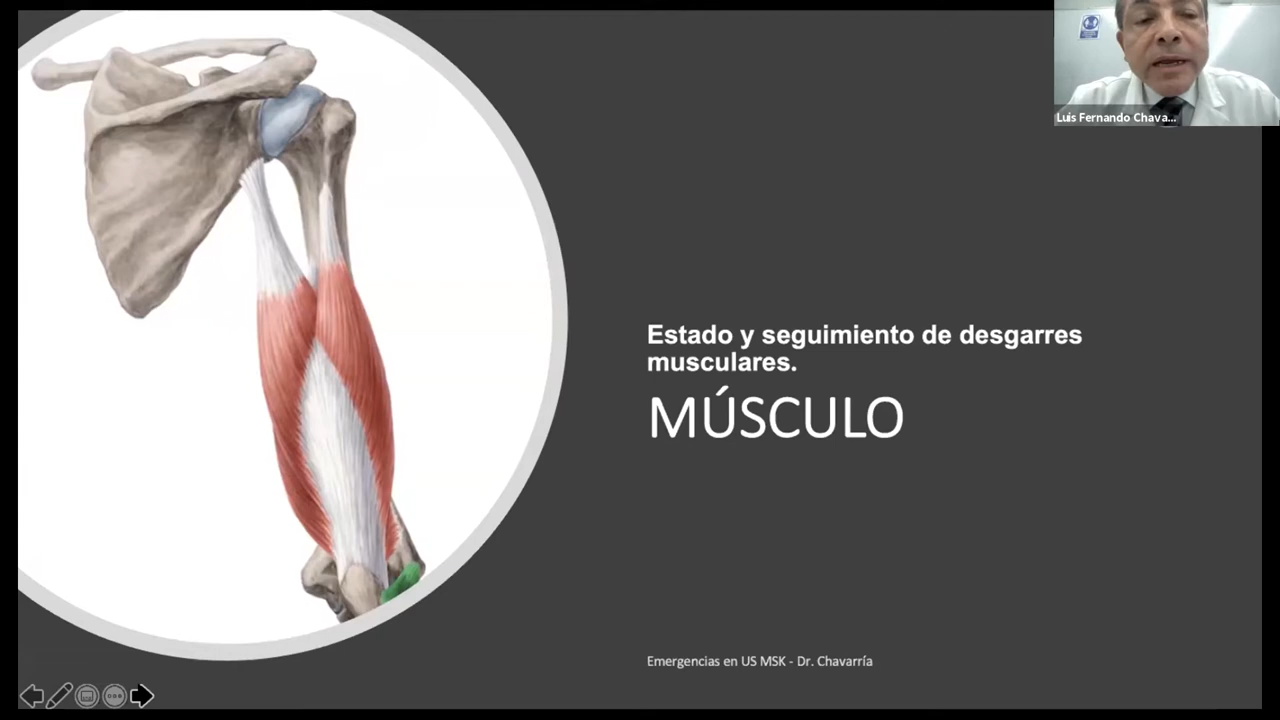 Luis Fernando Chava...
Estado y seguimiento de desgarres
musculares.
MÚSCULO
Emergencias en US MSK - Dr. Chavarría